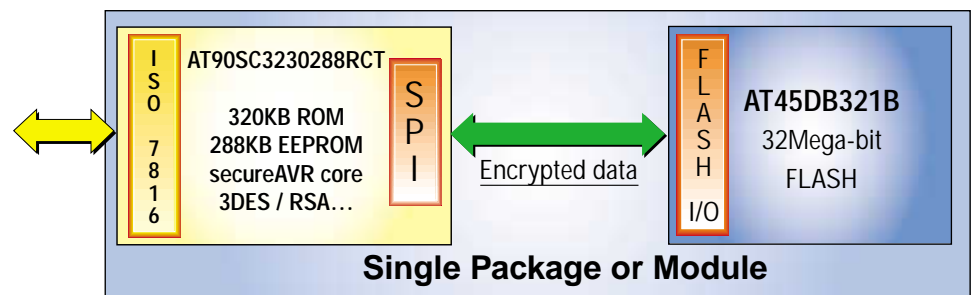 ISO 7816
AT90SC3230288RCT
320KB ROM
288KB EEPROM
secureAVR core
3DES / RSA…
SPI
Encrypted data
FLASH I/O
AT45DB321B
32Mega-bit
FLASH
Single Package or Module